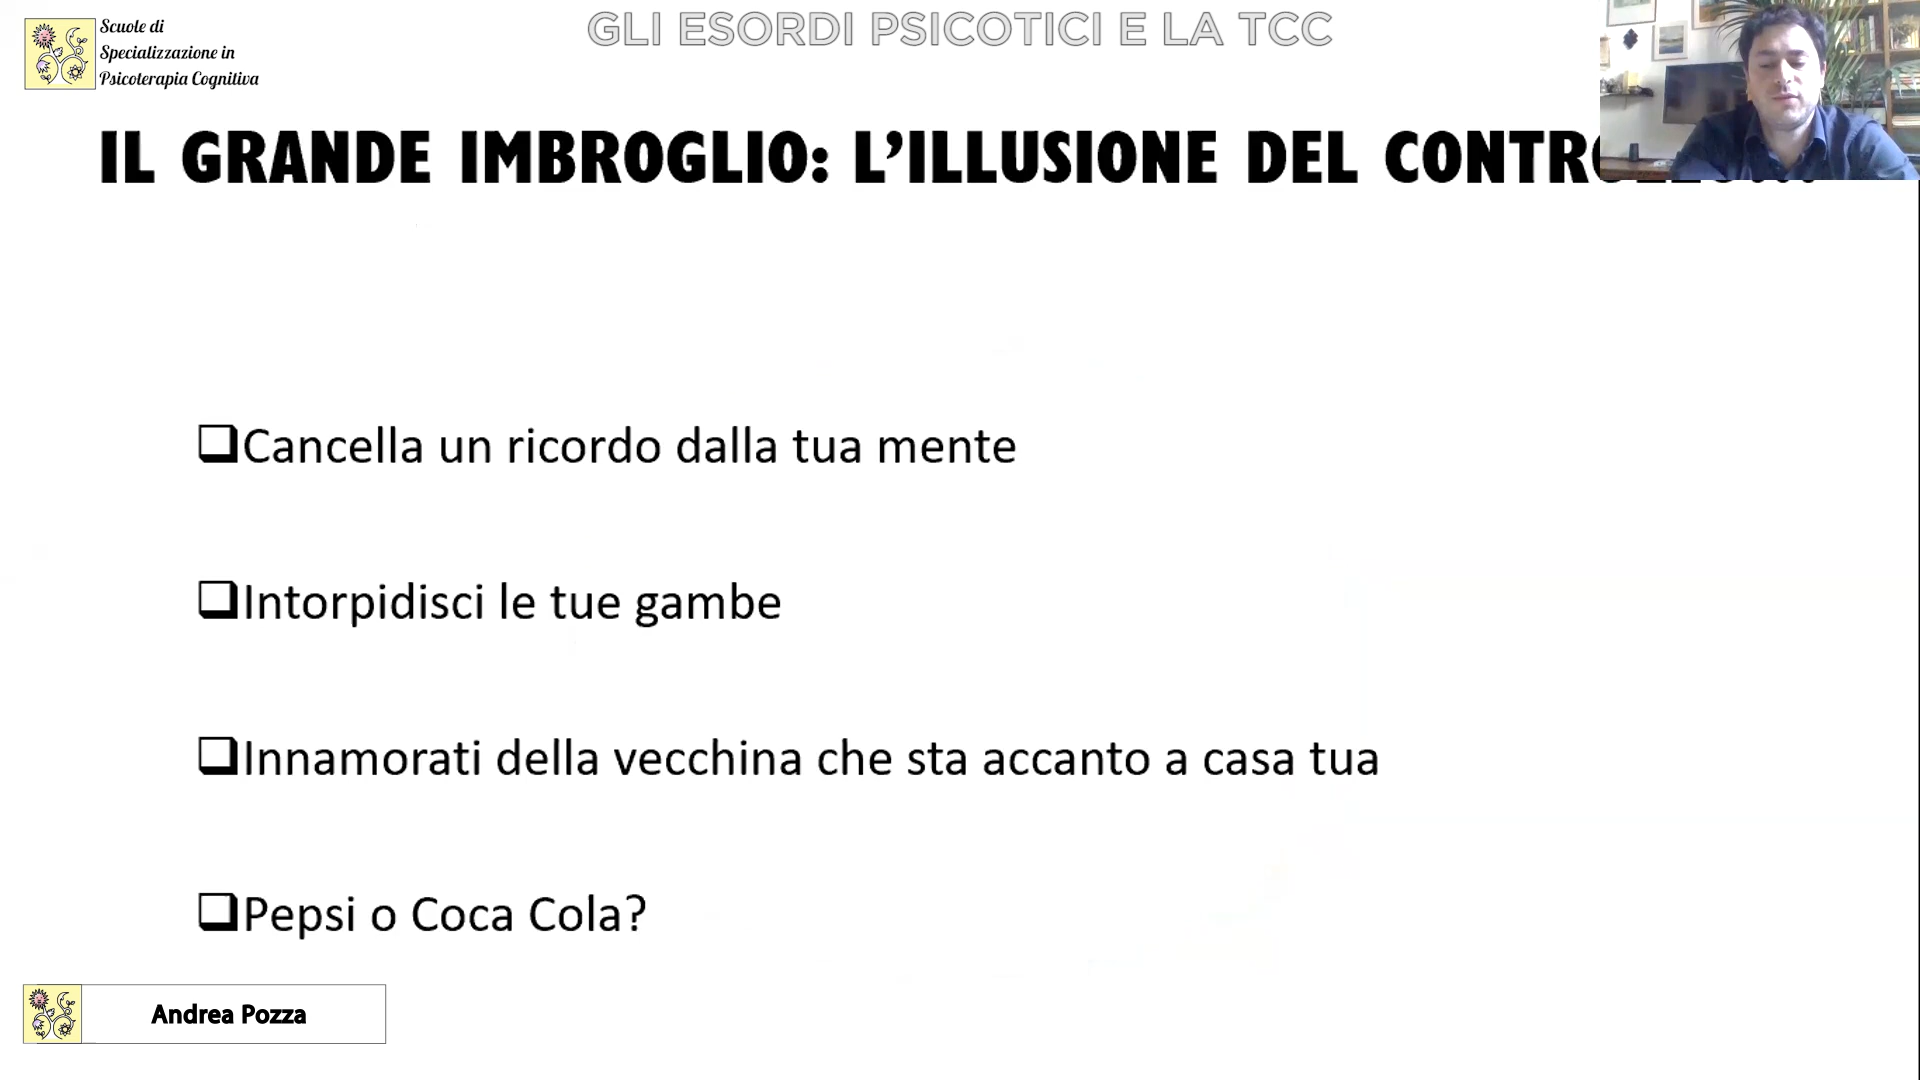 Scuole di
Specializzazione in
Psicoterapia Cognitiva
GLI ESORDI PSICOTICI E LA TCC
IL GRANDE IMBROGLIO: L’ILLUSIONE DEL
❑Cancella un ricordo dalla tua mente
❑Intorpidisci le tue gambe
❑Innamorati della vecchina che sta accanto a casa tua
❑Pepsi o Coca Cola?
Andrea Pozza